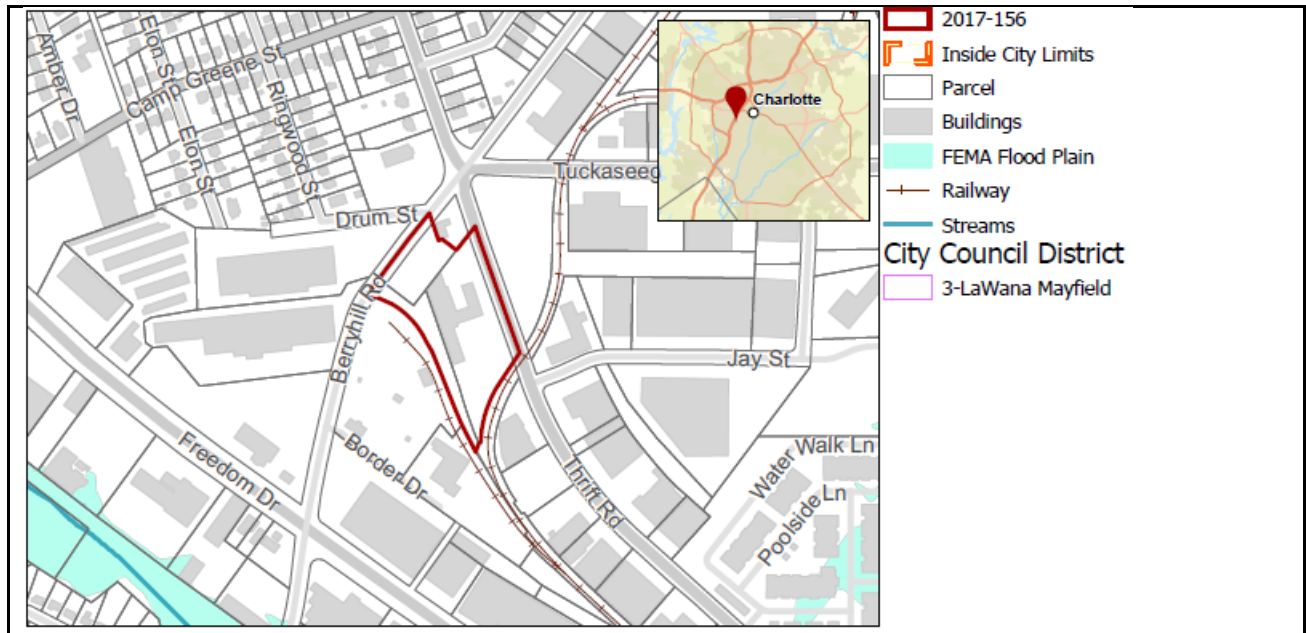 Amber Dr
Elon St
Camp Greene St
Ringwood St
Elon St
Drum St
Tuckaseeg
Charlotte
Berryhill Rd
Jay St
Freedom Dr
Border Dr
Thrift Rd
Water Walk Ln
Poolside Ln
2017-156
Inside City Limits
Parcel
Buildings
FEMA Flood Plain
Railway
Streams
City Council District
3-LaWana Mayfield